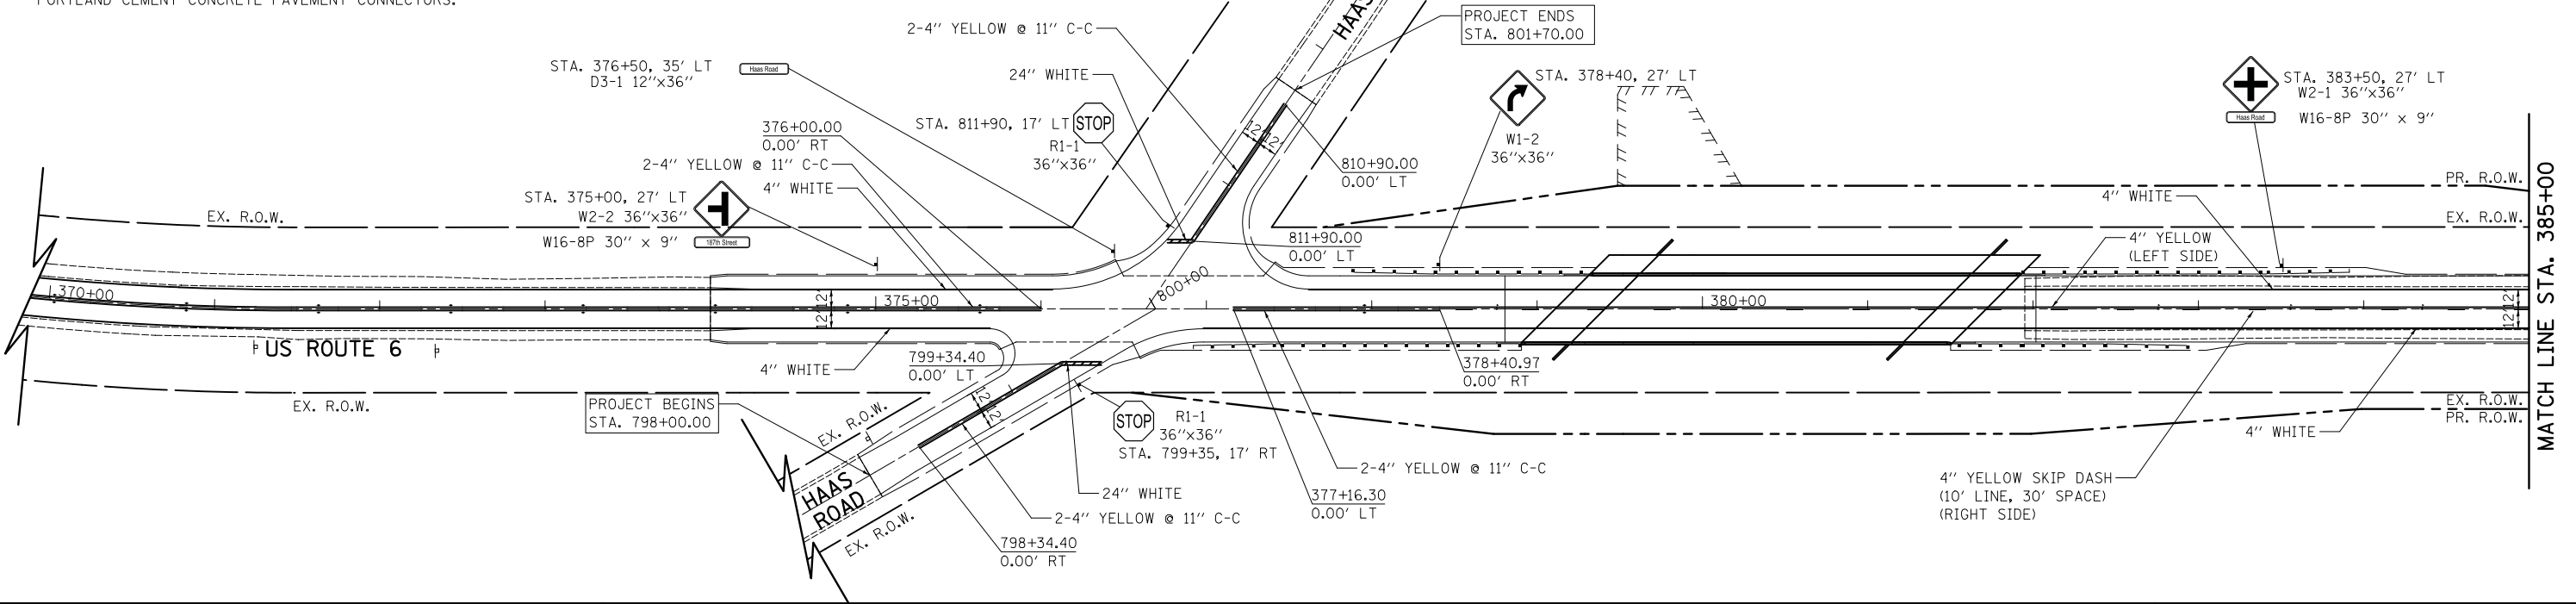 PORTLAND CEMENT CONCRETE PAVEMENT CONNECTORS.
2-4" YELLOW @ 11" C-C
HAAS
PROJECT ENDS
STA. 801+70.00
STA. 376+50, 35' LT
D3-1 12"x36"
Haas Road
24" WHITE
STA. 811+90, 17' LT
STOP
R1-1
36"x36"
STA. 378+40, 27' LT
W1-2
36"x36"
STA. 383+50, 27' LT
W2-1 36"x36"
Haas Road
W16-8P 30" x 9"
376+00.00
0.00' RT
2-4" YELLOW @ 11" C-C
4" WHITE
STA. 375+00, 27' LT
W2-2 36"x36"
W16-8P 30" x 9"
187th Street
12'
12'
810+90.00
0.00' LT
811+90.00
0.00' LT
EX. R.O.W.
PR. R.O.W.
EX. R.O.W.
4" WHITE
4" YELLOW
(LEFT SIDE)
MATCH LINE STA. 385+00
370+00
375+00
800+00
380+00
12'
12'
12'
12'
US ROUTE 6
4" WHITE
799+34.40
0.00' LT
378+40.97
0.00' RT
EX. R.O.W.
PROJECT BEGINS
STA. 798+00.00
EX. R.O.W.
12'
12'
STOP
R1-1
36"x36"
STA. 799+35, 17' RT
EX. R.O.W.
PR. R.O.W.
4" WHITE
2-4" YELLOW @ 11" C-C
377+16.30
0.00' LT
4" YELLOW SKIP DASH
(10' LINE, 30' SPACE)
(RIGHT SIDE)
HAAS
ROAD
24" WHITE
2-4" YELLOW @ 11" C-C
EX. R.O.W.
798+34.40
0.00' RT